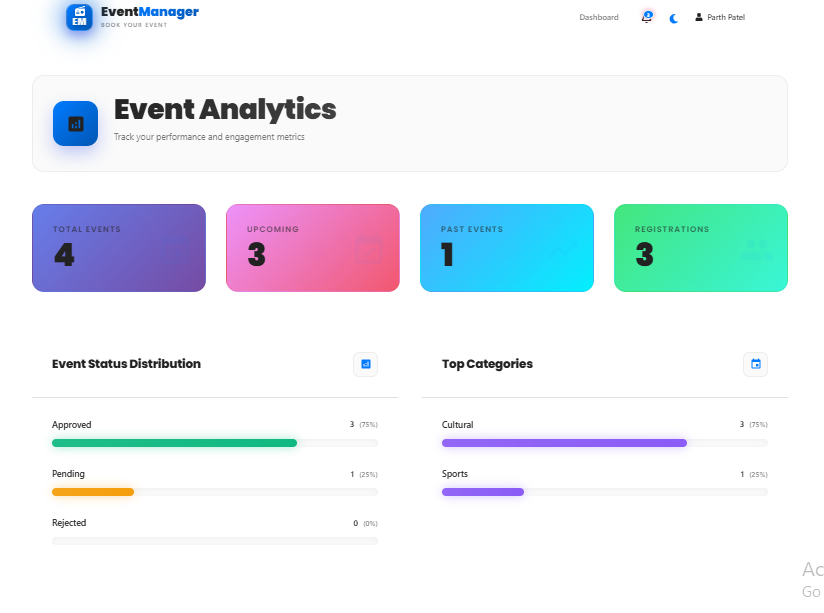 EM
EventManager
BOOK YOUR EVENT
Dashboard
Parth Patel
Event Analytics
Track your performance and engagement metrics
TOTAL EVENTS
4
UPCOMING
3
PAST EVENTS
1
REGISTRATIONS
3
Event Status Distribution
Top Categories
Approved 3 (75%)
Pending 1 (25%)
Rejected 0 (0%)
Cultural 3 (75%)
Sports 1 (25%)
Ac
Go